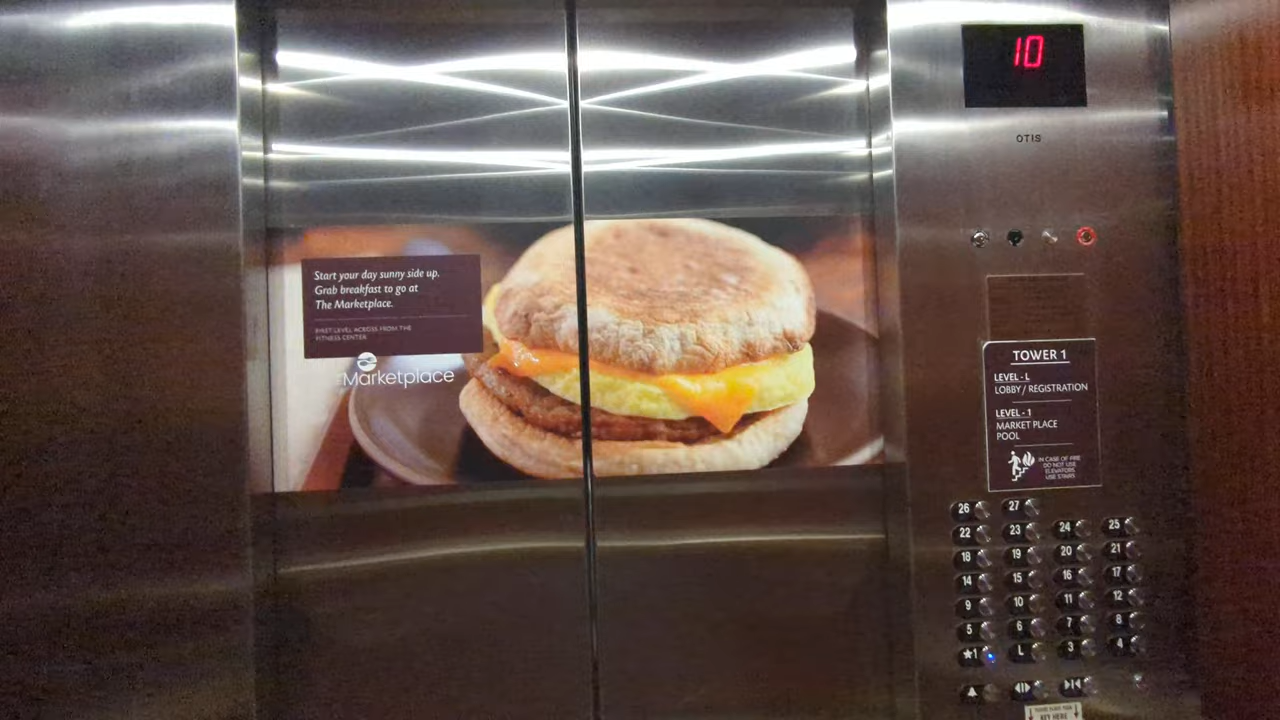 10
OTIS
Start your day sunny side up.
Grab breakfast to go at
The Marketplace.
FIRST LEVEL ACROSS FROM THE
FITNESS CENTER
Marketplace
TOWER 1
LEVEL - L
LOBBY / REGISTRATION
LEVEL - 1
MARKET PLACE
POOL
IN CASE OF FIRE
DO NOT USE
ELEVATORS
USE STAIRS
26 27
22 23 24 25
18 19 20 21
14 15 16 17
9 10 11 12
5 6 7 8
★1 L 3 4
KEY HERE